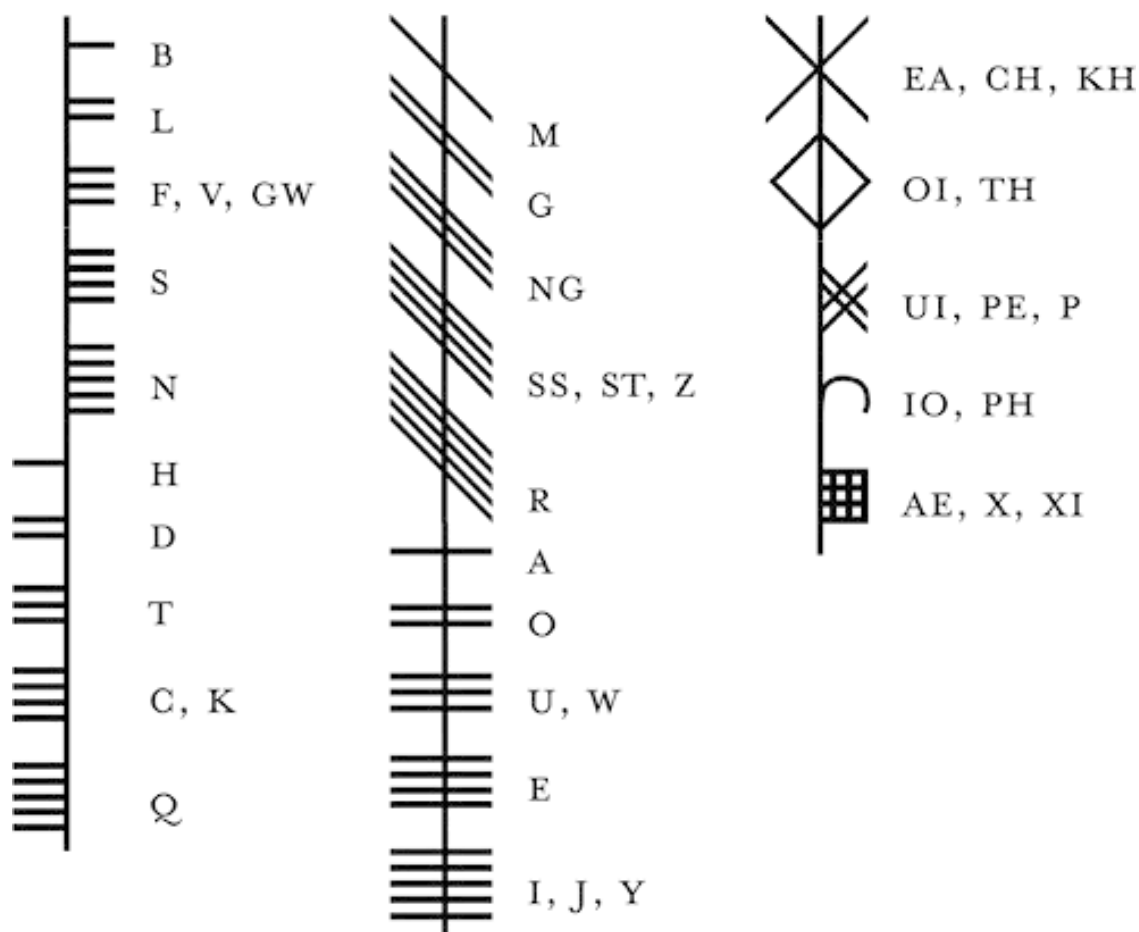 B
L
F, V, GW
S
N
H
D
T
C, K
Q
M
G
NG
SS, ST, Z
R
A
O
U, W
E
I, J, Y
EA, CH, KH
OI, TH
UI, PE, P
IO, PH
AE, X, XI